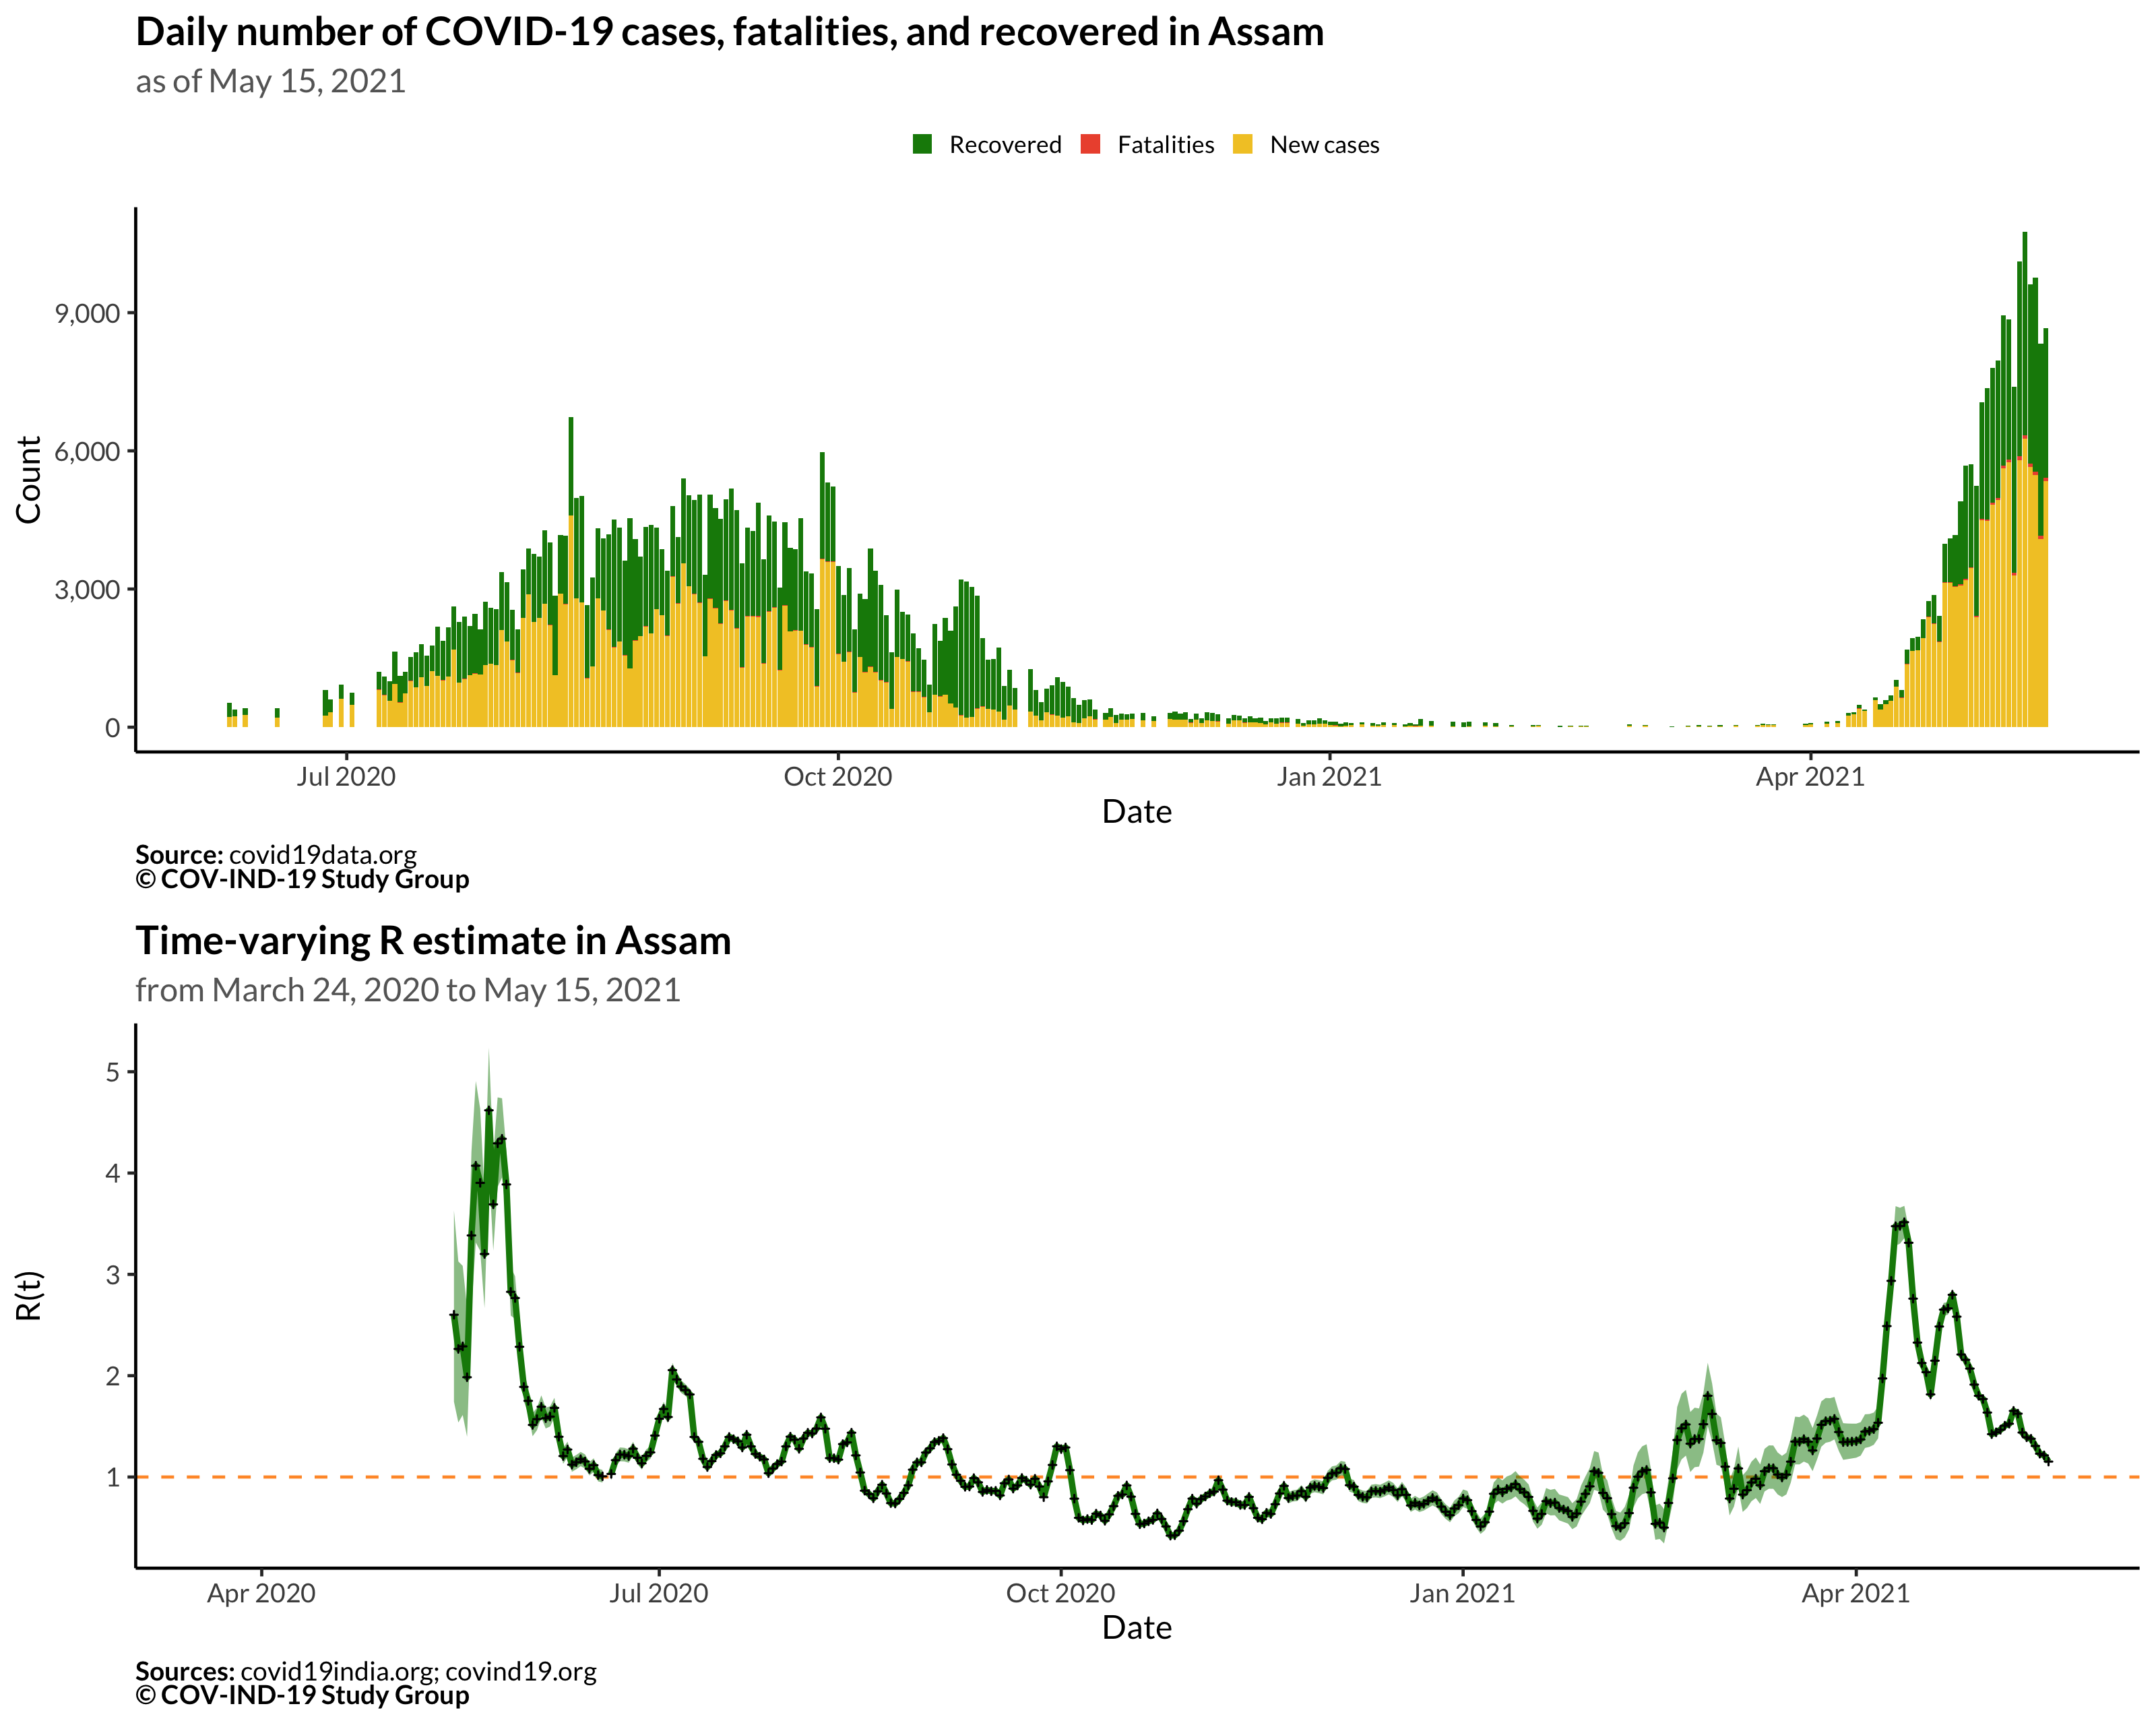 Daily number of COVID-19 cases, fatalities, and recovered in Assam
as of May 15, 2021
Recovered Fatalities New cases
Count
9,000
6,000
3,000
0
Jul 2020 Oct 2020 Jan 2021 Apr 2021
Date
Source: covid19data.org
© COV-IND-19 Study Group
Time-varying R estimate in Assam
from March 24, 2020 to May 15, 2021
R(t)
5
4
3
2
1
Apr 2020 Jul 2020 Oct 2020 Jan 2021 Apr 2021
Date
Sources: covid19india.org; covind19.org
© COV-IND-19 Study Group